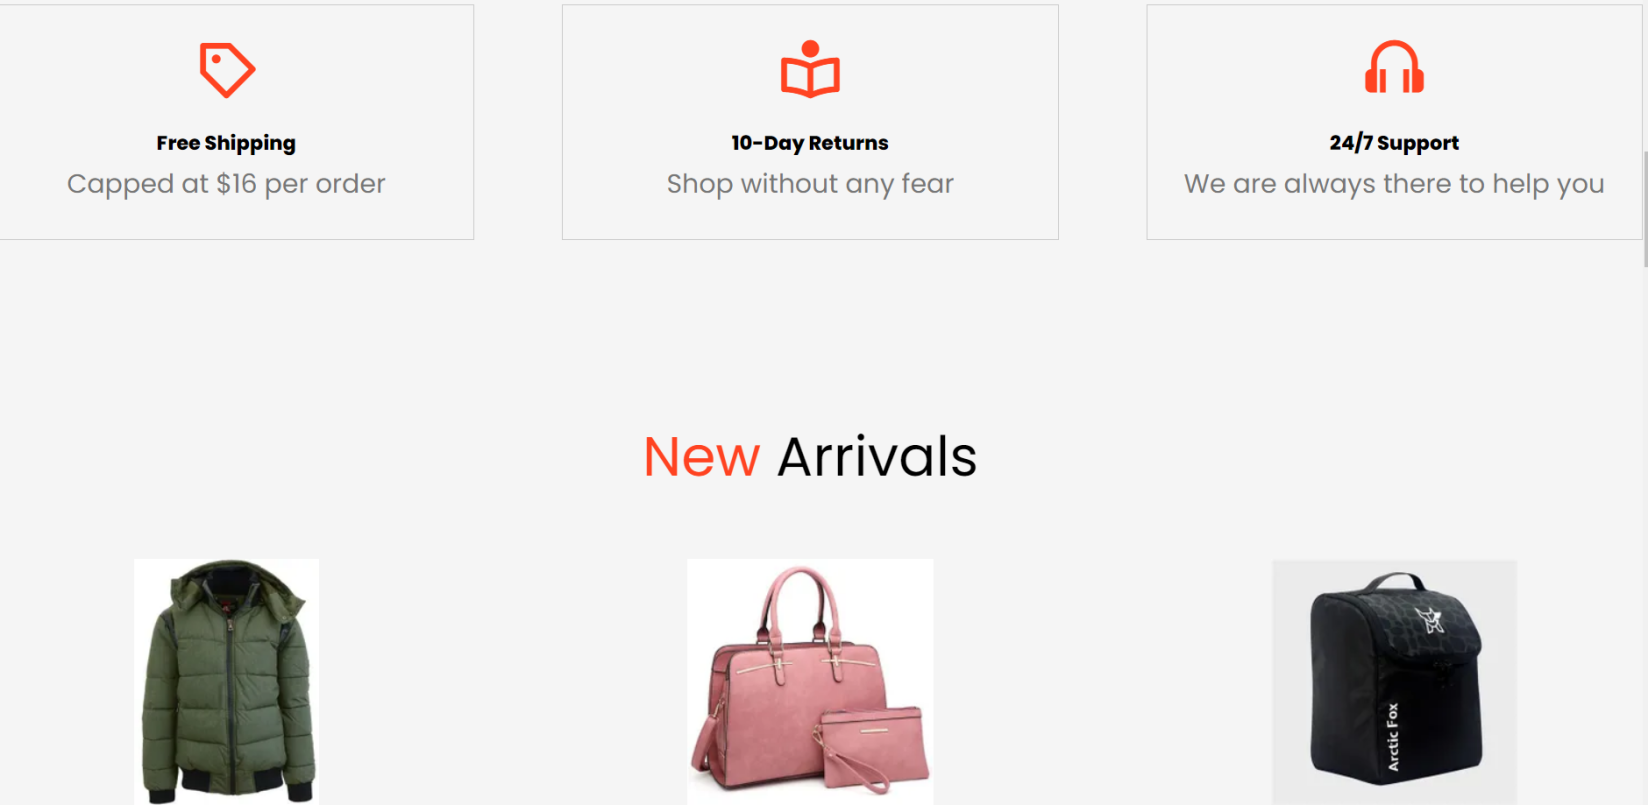 Free Shipping
Capped at $16 per order
10-Day Returns
Shop without any fear
24/7 Support
We are always there to help you
New Arrivals
Arctic Fox